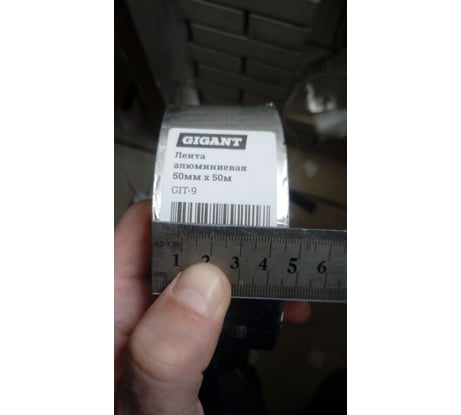 GIGANT
Лента
алюминиевая
50мм x 50м
GIT-9
1 2 3 4 5 6